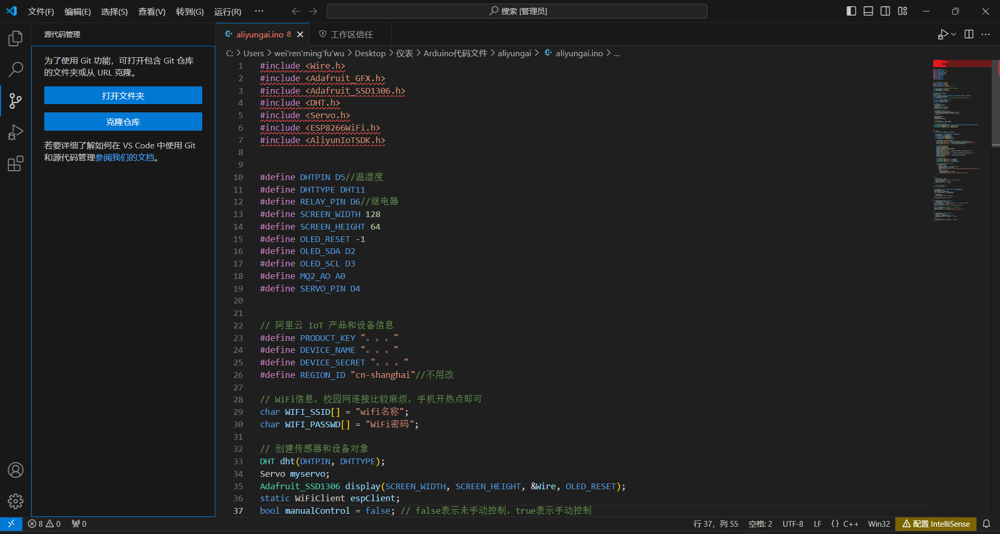 文件(F) 编辑(E) 选择(S) 查看(V) 转到(G) 运行(R) ··· 搜索 [管理员]
源代码管理
为了使用 Git 功能，可打开包含 Git 仓库
的文件夹或从 URL 克隆。
打开文件夹
克隆仓库
若要详细了解如何在 VS Code 中使用 Git
和源代码管理参阅我们的文档。
aliyungai.ino 8 工作区信任
C: > Users > wei'ren'ming'fu'wu > Desktop > 仪表 > Arduino代码文件 > aliyungai > aliyungai.ino > ...
1 #include <Wire.h>
2 #include <Adafruit_GFX.h>
3 #include <Adafruit_SSD1306.h>
4 #include <DHT.h>
5 #include <Servo.h>
6 #include <ESP8266WiFi.h>
7 #include <AliyunIoTSDK.h>
8
9
10 #define DHTPIN D5//温湿度
11 #define DHTTYPE DHT11
12 #define RELAY_PIN D6//继电器
13 #define SCREEN_WIDTH 128
14 #define SCREEN_HEIGHT 64
15 #define OLED_RESET -1
16 #define OLED_SDA D2
17 #define OLED_SCL D3
18 #define MQ2_AO A0
19 #define SERVO_PIN D4
20
21
22 // 阿里云 IoT 产品和设备信息
23 #define PRODUCT_KEY "。。。"
24 #define DEVICE_NAME "。。。"
25 #define DEVICE_SECRET "。。。"
26 #define REGION_ID "cn-shanghai"//不用改
27
28 // WiFi信息，校园网连接比较麻烦，手机开热点即可
29 char WIFI_SSID[] = "wifi名称";
30 char WIFI_PASSWD[] = "WiFi密码";
31
32 // 创建传感器和设备对象
33 DHT dht(DHTPIN, DHTTYPE);
34 Servo myservo;
35 Adafruit_SSD1306 display(SCREEN_WIDTH, SCREEN_HEIGHT, &Wire, OLED_RESET);
36 static WiFiClient espClient;
37 bool manualControl = false; // false表示未手动控制，true表示手动控制
8 0 0 行 37，列 55 空格: 2 UTF-8 LF {} C++ Win32 配置 IntelliSense